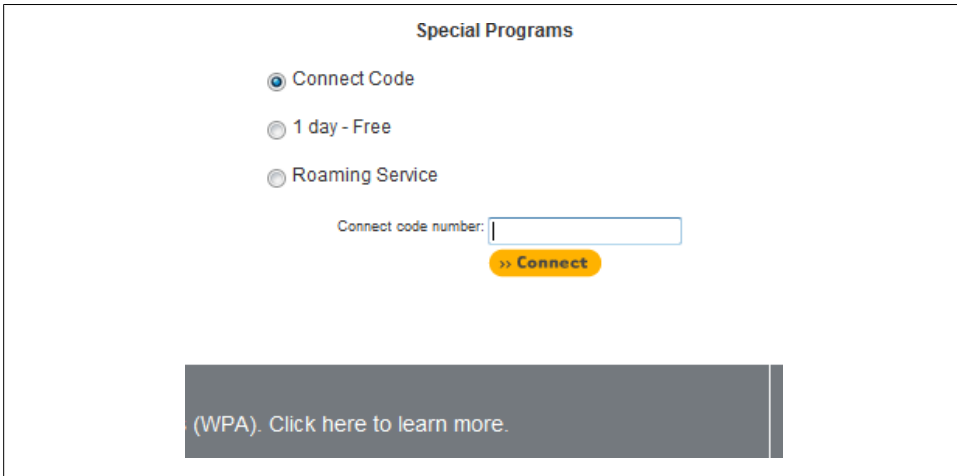 Special Programs
Connect Code
1 day - Free
Roaming Service
Connect code number:
›› Connect
(WPA). Click here to learn more.